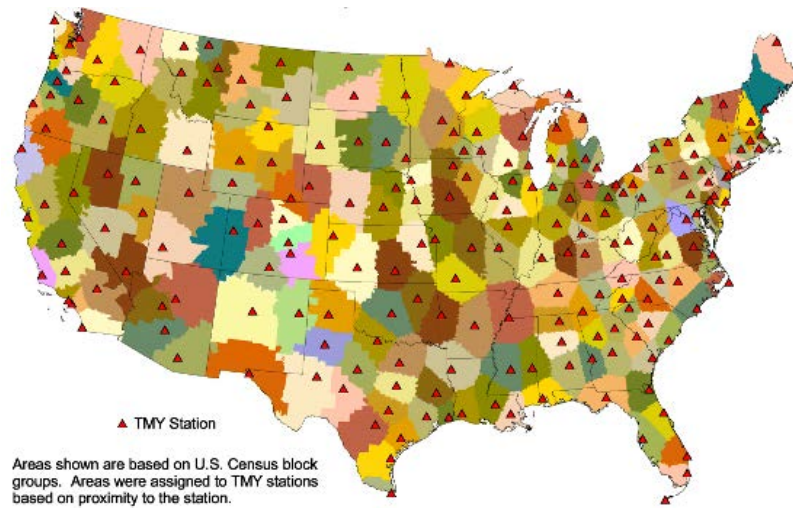 TMY Station
Areas shown are based on U.S. Census block
groups. Areas were assigned to TMY stations
based on proximity to the station.